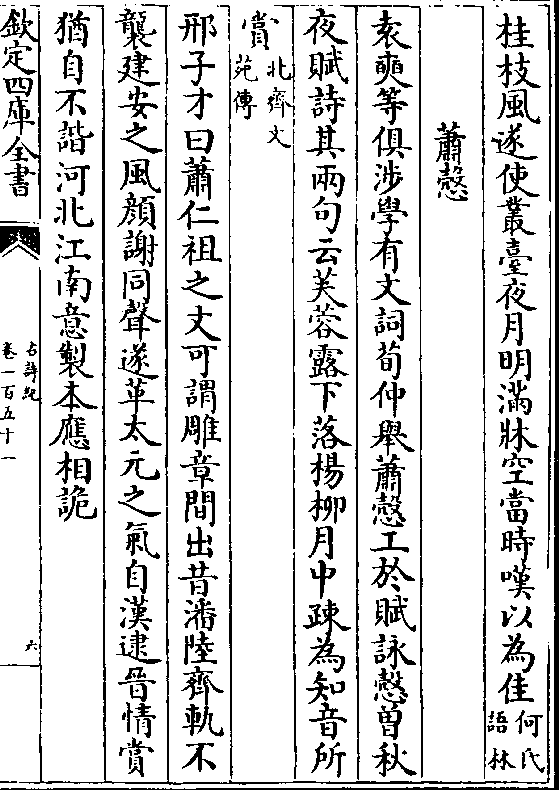 桂枝風遂使叢臺夜月明滿牀空當時嘆以為佳何氏語林
蕭慤
袁奭等俱涉學有文詞荀仲舉蕭慤工於賦詠慤曽秋
夜賦詩其兩句云芙蓉露下落楊柳月中疎為知音所
賞北齊文苑傳
邢子才曰蕭仁祖之文可謂雕章間出昔潘陸齊軌不
襲建安之風顔謝同聲遂革太元之氣自漢逮晉情賞
猶自不諧河北江南意製本應相詭
欽定四庫全書
古詩紀
卷一百五十一
六